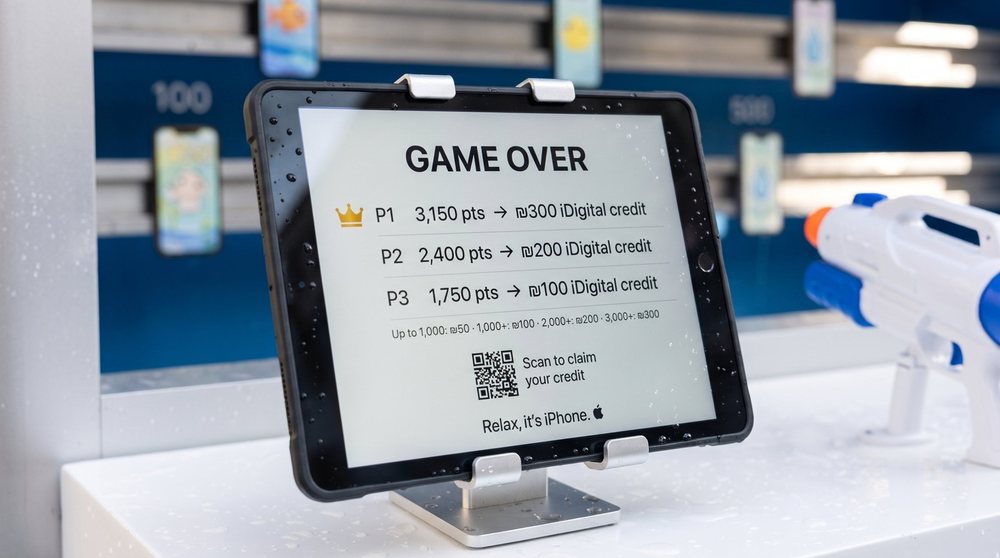 100
500
GAME OVER
P1 3,150 pts → ₪300 iDigital credit
P2 2,400 pts → ₪200 iDigital credit
P3 1,750 pts → ₪100 iDigital credit
Up to 1,000: ₪50 · 1,000+: ₪100 · 2,000+: ₪200 · 3,000+: ₪300
Scan to claim
your credit
Relax, it's iPhone.